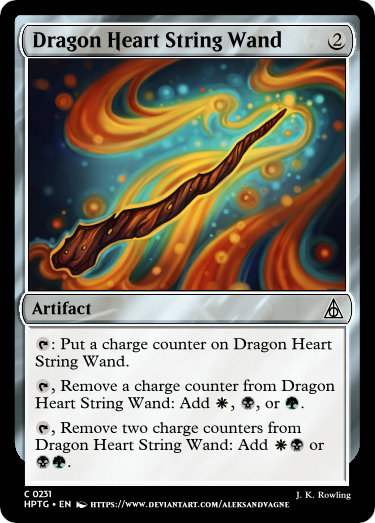 Dragon Heart String Wand 2
Artifact
: Put a charge counter on Dragon Heart
String Wand.
, Remove a charge counter from Dragon
Heart String Wand: Add , , or .
, Remove two charge counters from
Dragon Heart String Wand: Add or
.
C 0231 J. K. Rowling
HPTG • EN HTTPS://WWW.DEVIANTART.COM/ALEKSANDVAGNE